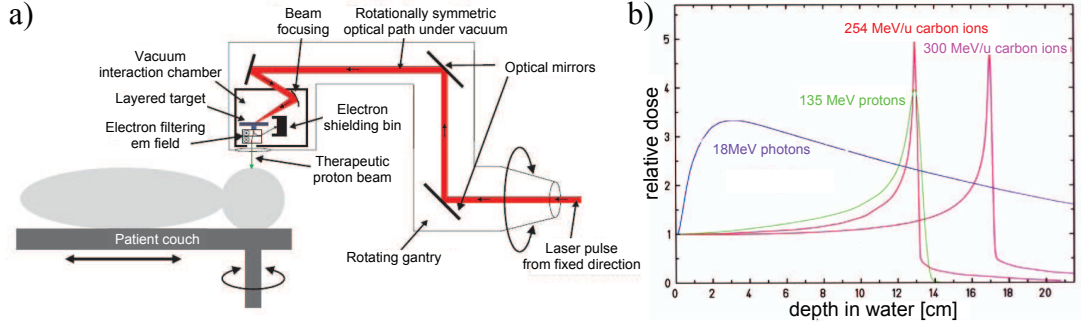 a)
Beam
focusing
Rotationally symmetric
optical path under vacuum
Vacuum
interaction chamber
Optical mirrors
Layered target
Electron filtering
em field
Electron
shielding bin
Therapeutic
proton beam
Patient couch
Rotating gantry
Laser pulse
from fixed direction
b)
254 MeV/u carbon ions
300 MeV/u carbon ions
135 MeV protons
18MeV photons
relative dose
5
4
3
2
1
0
0 2 4 6 8 10 12 14 16 18 20
depth in water [cm]